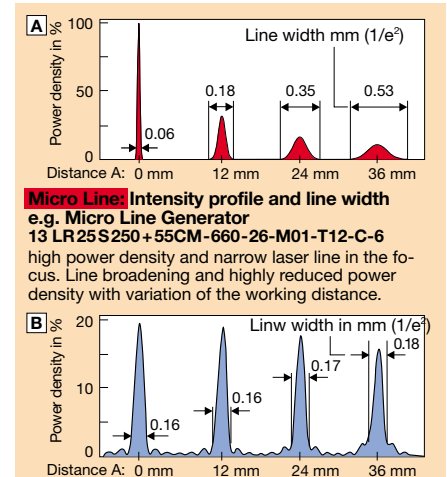 A
Power density in %
100
50
0
Line width mm (1/e²)
0.06
0.18
0.35
0.53
Distance A: 0 mm 12 mm 24 mm 36 mm
Micro Line: Intensity profile and line width
e.g. Micro Line Generator
13 LR25S250+55CM-660-26-M01-T12-C-6
high power density and narrow laser line in the fo-
cus. Line broadening and highly reduced power
density with variation of the working distance.
B
Power density in %
20
10
0
Linw width in mm (1/e²)
0.16
0.16
0.17
0.18
Distance A: 0 mm 12 mm 24 mm 36 mm